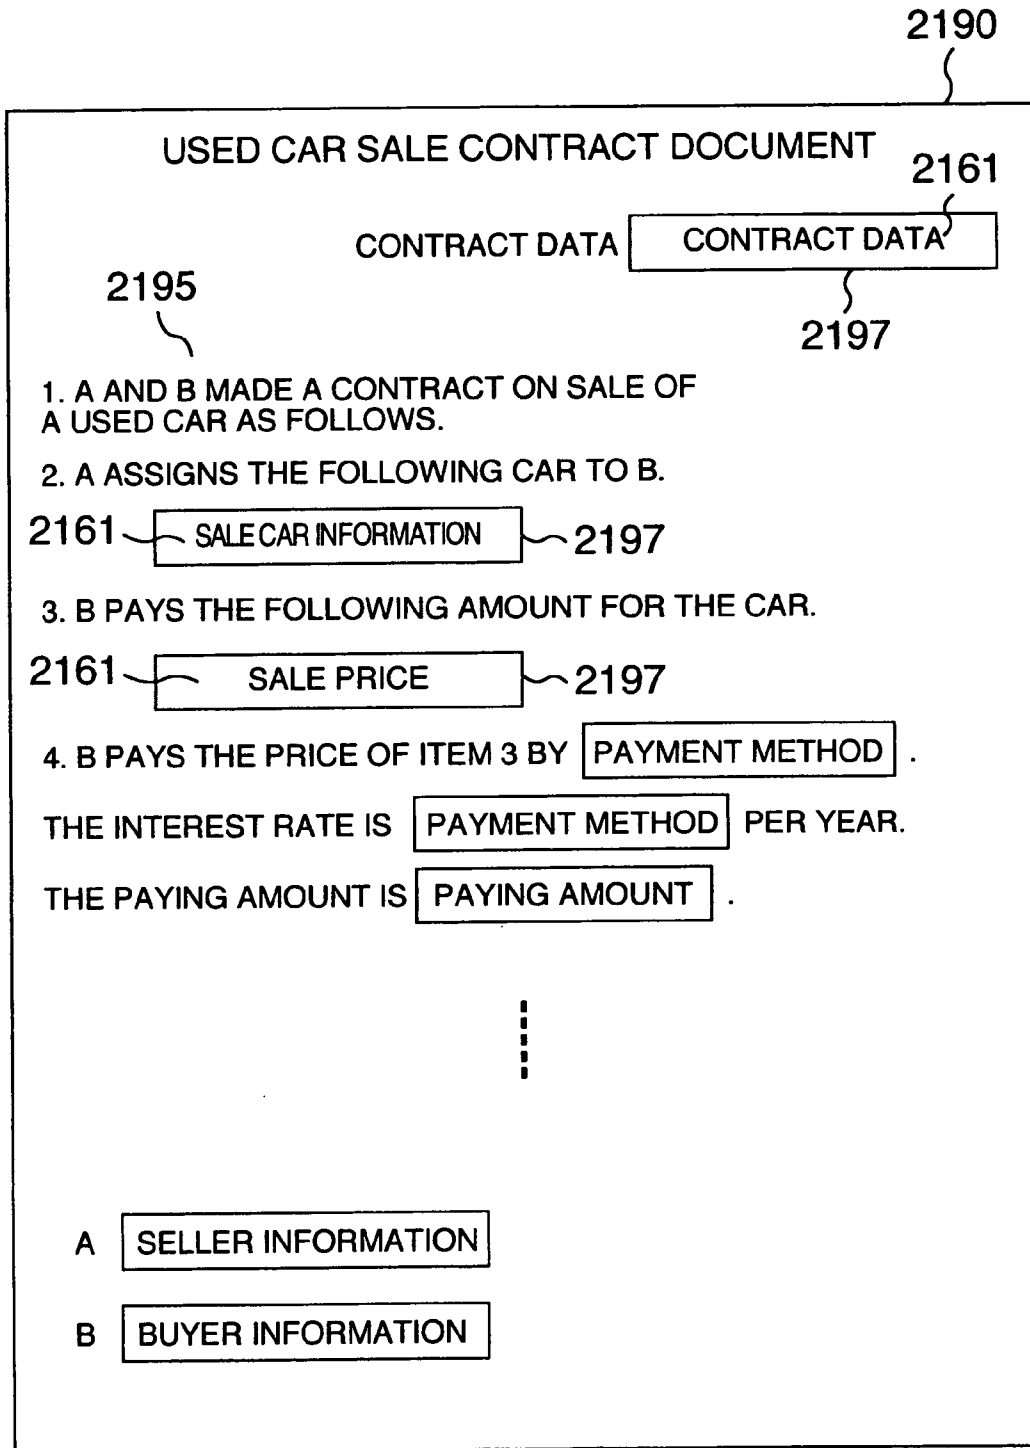 2190
USED CAR SALE CONTRACT DOCUMENT
2161
CONTRACT DATA CONTRACT DATA
2195
2197
1. A AND B MADE A CONTRACT ON SALE OF
A USED CAR AS FOLLOWS.
2. A ASSIGNS THE FOLLOWING CAR TO B.
2161 SALE CAR INFORMATION 2197
3. B PAYS THE FOLLOWING AMOUNT FOR THE CAR.
2161 SALE PRICE 2197
4. B PAYS THE PRICE OF ITEM 3 BY PAYMENT METHOD .
THE INTEREST RATE IS PAYMENT METHOD PER YEAR.
THE PAYING AMOUNT IS PAYING AMOUNT .
A SELLER INFORMATION
B BUYER INFORMATION